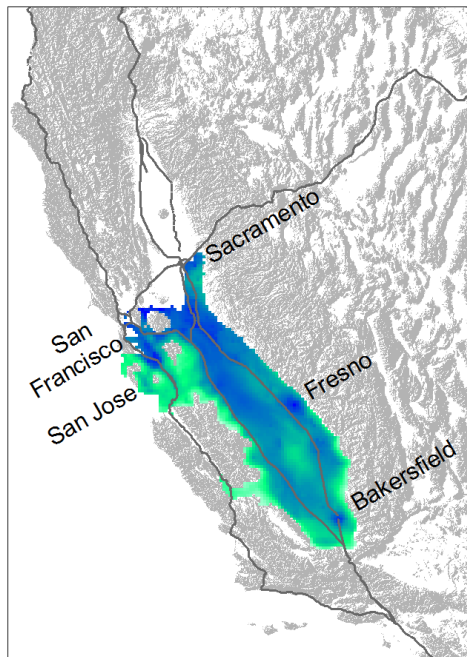 Sacramento
San
Francisco
San Jose
Fresno
Bakersfield